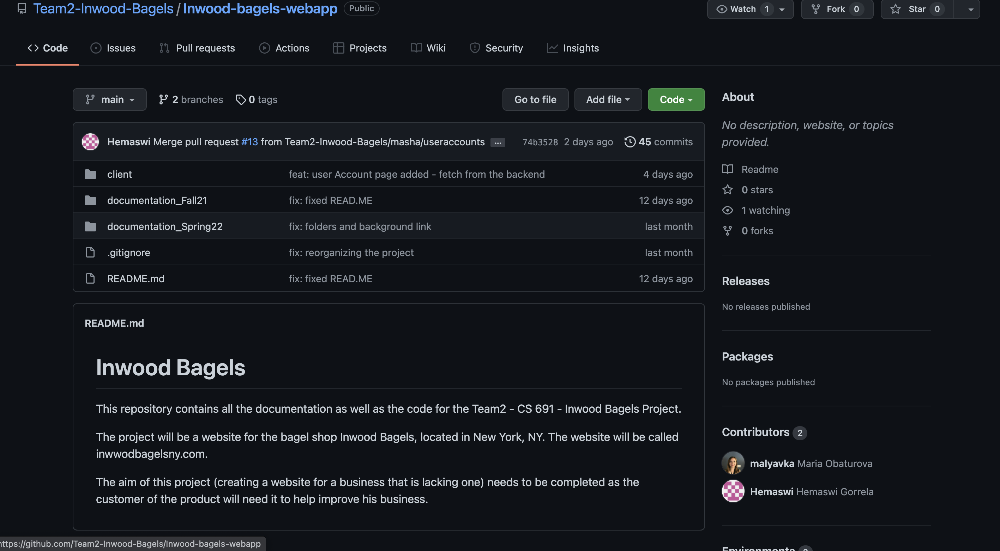 Team2-Inwood-Bagels / Inwood-bagels-webapp Public
Watch 1 Fork 0 Star 0
Code Issues Pull requests Actions Projects Wiki Security Insights
main 2 branches 0 tags Go to file Add file Code
Hemaswi Merge pull request #13 from Team2-Inwood-Bagels/masha/useraccounts ... 74b3528 2 days ago 45 commits
client feat: user Account page added - fetch from the backend 4 days ago
documentation_Fall21 fix: fixed READ.ME 12 days ago
documentation_Spring22 fix: folders and background link last month
.gitignore fix: reorganizing the project last month
README.md fix: fixed READ.ME 12 days ago
README.md
Inwood Bagels
This repository contains all the documentation as well as the code for the Team2 - CS 691 - Inwood Bagels Project.
The project will be a website for the bagel shop Inwood Bagels, located in New York, NY. The website will be called
inwwodbagelsny.com.
The aim of this project (creating a website for a business that is lacking one) needs to be completed as the
customer of the product will need it to help improve his business.
About
No description, website, or topics
provided.
Readme
0 stars
1 watching
0 forks
Releases
No releases published
Packages
No packages published
Contributors 2
malyavka Maria Obaturova
Hemaswi Hemaswi Gorrela
Environments
https://github.com/Team2-Inwood-Bagels/Inwood-bagels-webapp